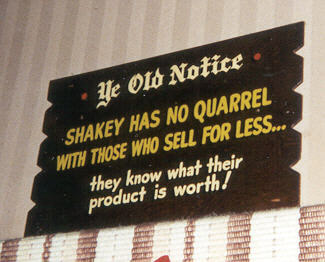 Ye Old Notice
SHAKEY HAS NO QUARREL
WITH THOSE WHO SELL FOR LESS...
they know what their
product is worth!